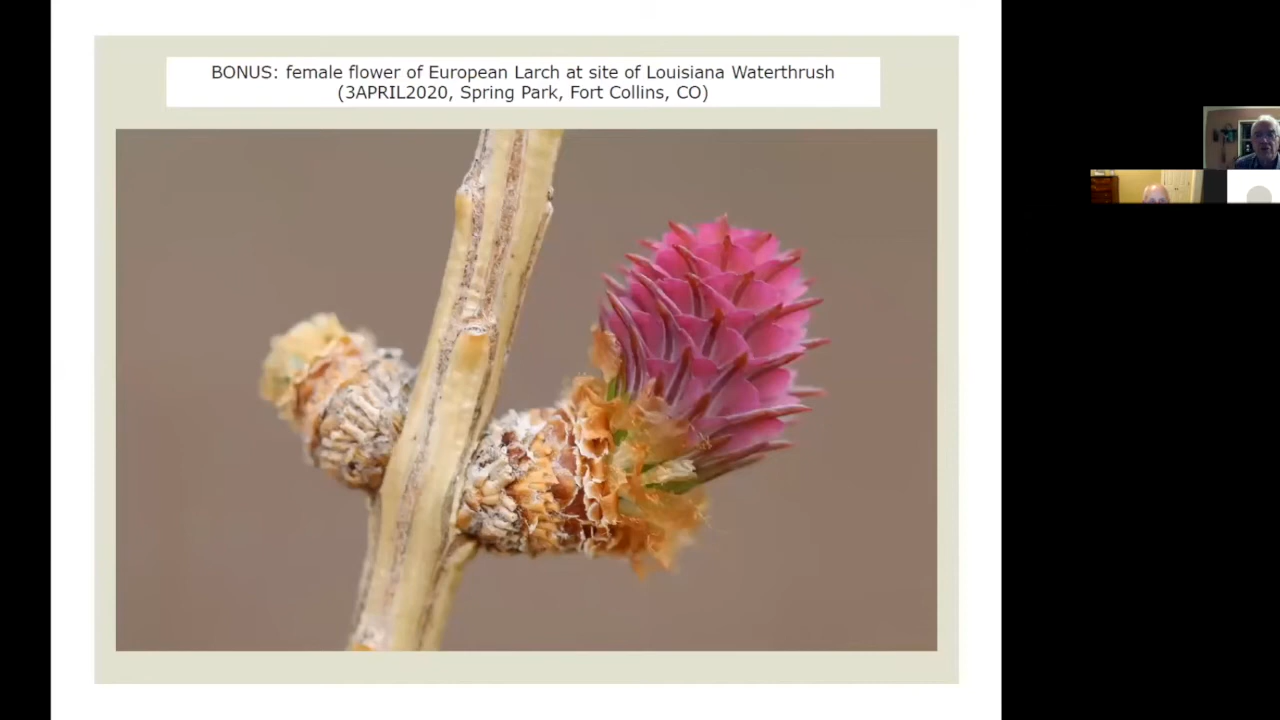 BONUS: female flower of European Larch at site of Louisiana Waterthrush
(3APRIL2020, Spring Park, Fort Collins, CO)